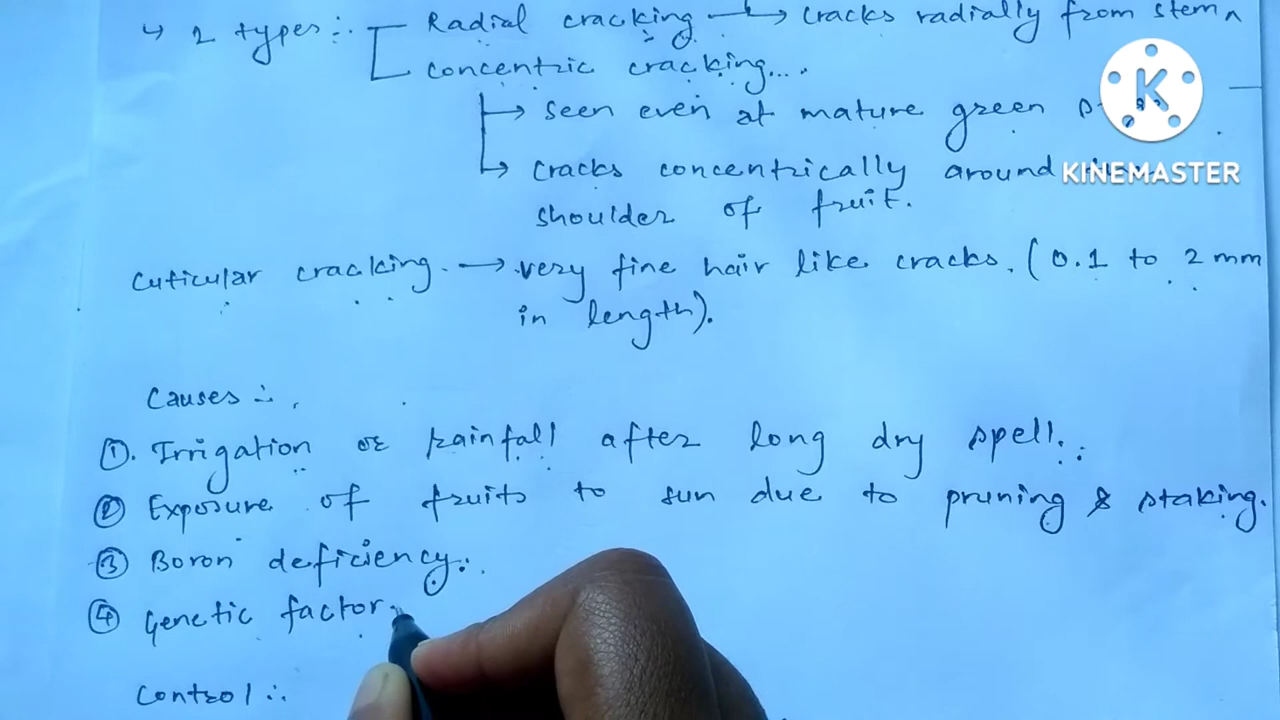 ↳ 2 types:- Radial cracking → cracks radially from stem
concentric cracking...
→ seen even at mature green
→ cracks concentrically around
shoulder of fruit.
K
KINEMASTER
Cuticular cracking. → very fine hair like cracks. (0.1 to 2 mm
in length).
Causes :-
①. Irrigation or rainfall after long dry spell.
② Exposure of fruits to sun due to pruning & staking.
③ Boron deficiency.
④ Genetic factor.
Control :-